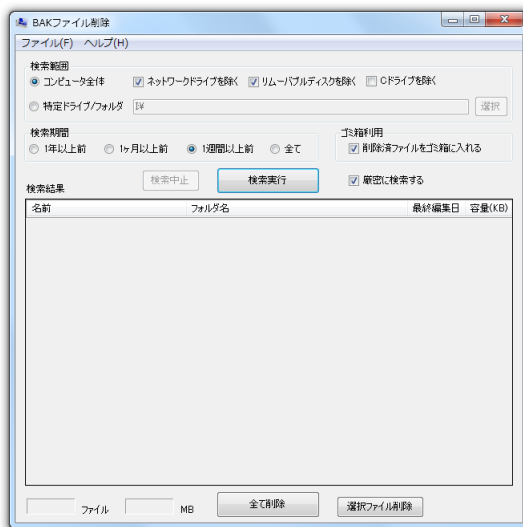 BAKファイル削除
ファイル(F) ヘルプ(H)
検索範囲
コンピュータ全体 ネットワークドライブを除く リムーバブルディスクを除く Cドライブを除く
特定ドライブ/フォルダ I:¥ 選択
検索期間 ゴミ箱利用
1年以上前 1ヶ月以上前 1週間以上前 全て 削除済ファイルをゴミ箱に入れる
検索中止 検索実行 厳密に検索する
検索結果
名前 フォルダ名 最終編集日 容量(KB)
ファイル MB 全て削除 選択ファイル削除